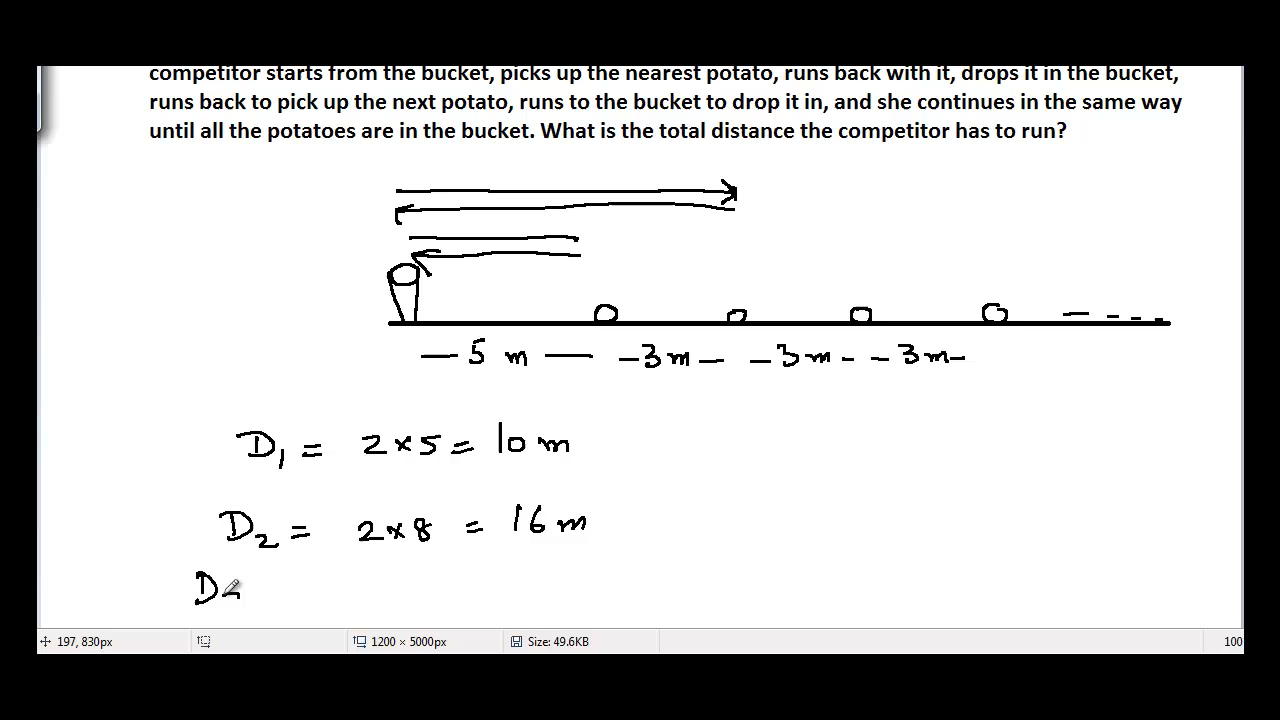 competitor starts from the bucket, picks up the nearest potato, runs back with it, drops it in the bucket,
runs back to pick up the next potato, runs to the bucket to drop it in, and she continues in the same way
until all the potatoes are in the bucket. What is the total distance the competitor has to run?
— 5 m — –3m– –3m– –3m–
D₁ = 2×5 = 10 m
D₂ = 2×8 = 16 m
D
197, 830px 1200 × 5000px Size: 49.6KB 100